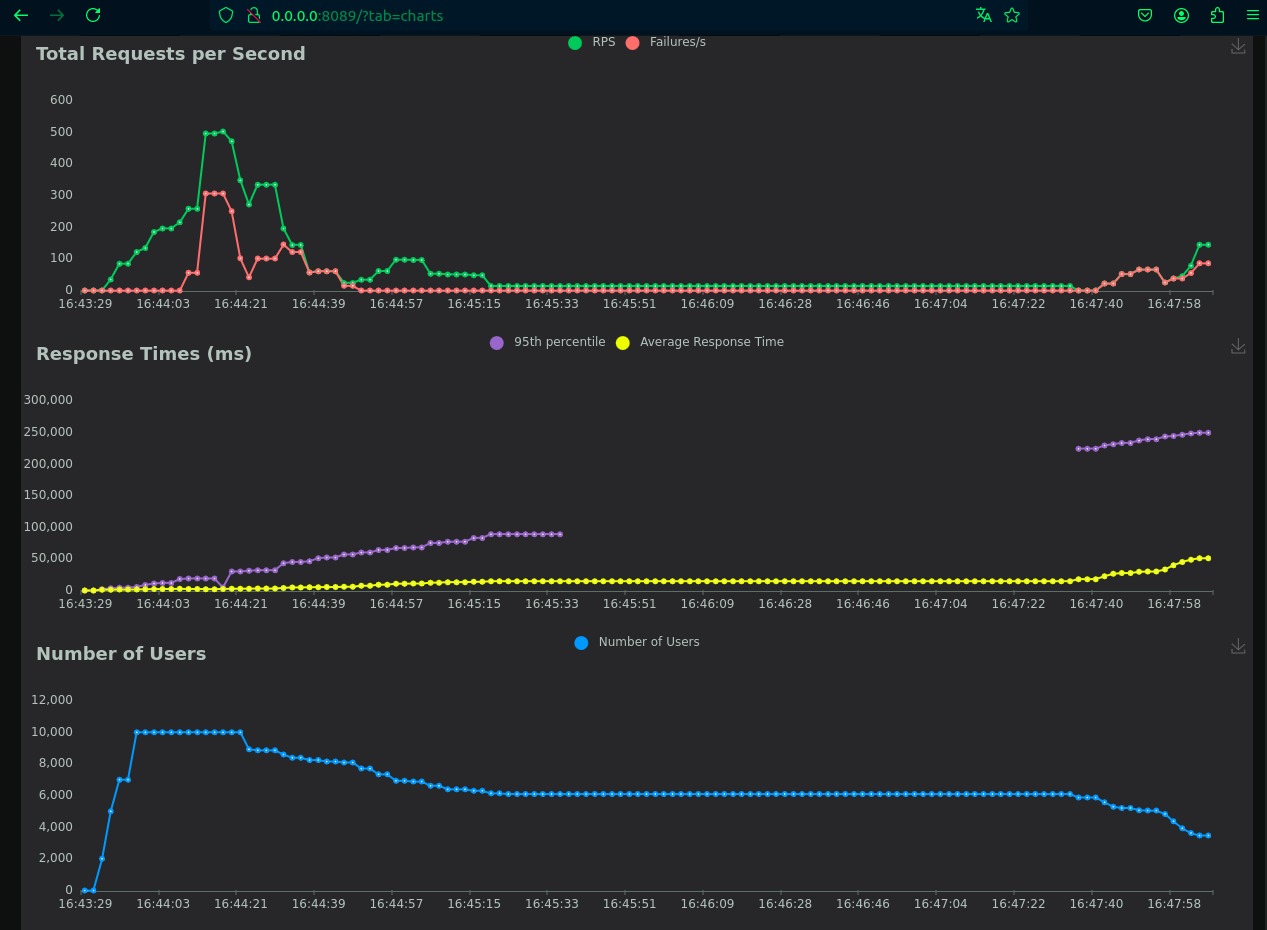 0.0.0.0:8089/?tab=charts
Total Requests per Second
RPS Failures/s
600
500
400
300
200
100
0
16:43:29 16:44:03 16:44:21 16:44:39 16:44:57 16:45:15 16:45:33 16:45:51 16:46:09 16:46:28 16:46:46 16:47:04 16:47:22 16:47:40 16:47:58
Response Times (ms)
95th percentile Average Response Time
300,000
250,000
200,000
150,000
100,000
50,000
0
16:43:29 16:44:03 16:44:21 16:44:39 16:44:57 16:45:15 16:45:33 16:45:51 16:46:09 16:46:28 16:46:46 16:47:04 16:47:22 16:47:40 16:47:58
Number of Users
Number of Users
12,000
10,000
8,000
6,000
4,000
2,000
0
16:43:29 16:44:03 16:44:21 16:44:39 16:44:57 16:45:15 16:45:33 16:45:51 16:46:09 16:46:28 16:46:46 16:47:04 16:47:22 16:47:40 16:47:58